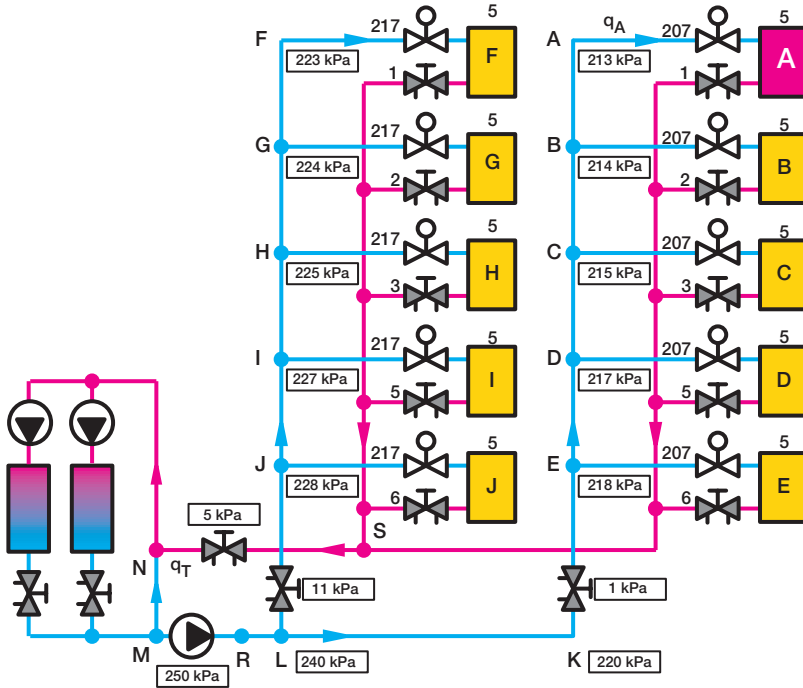 217 5 q_A 207 5
F F A A
223 kPa 213 kPa
1 1
217 5 207 5
G G B B
224 kPa 214 kPa
2 2
217 5 207 5
H H C C
225 kPa 215 kPa
3 3
217 5 207 5
I I D D
227 kPa 217 kPa
5 5
217 5 207 5
J J E E
228 kPa 218 kPa
6 6
5 kPa
S
N q_T
11 kPa 1 kPa
M R L 240 kPa K 220 kPa
250 kPa